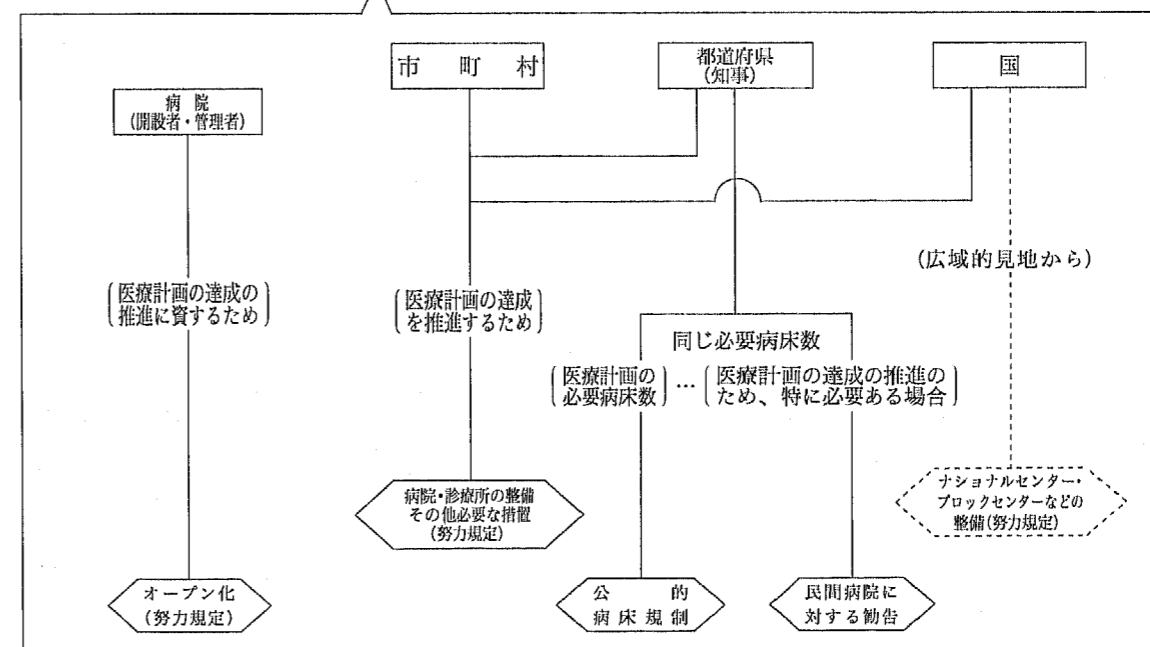 市町村
都道府県
(知事)
国
病院
(開設者・管理者)
(広域的見地から)
医療計画の達成の
推進に資するため
医療計画の達成
を推進するため
同じ必要病床数
医療計画の
必要病床数
…
医療計画の達成の推進の
ため、特に必要ある場合
病院・診療所の整備
その他必要な措置
(努力規定)
ナショナルセンター・
ブロックセンターなどの
整備(努力規定)
オープン化
(努力規定)
公的
病床規制
民間病院に
対する勧告